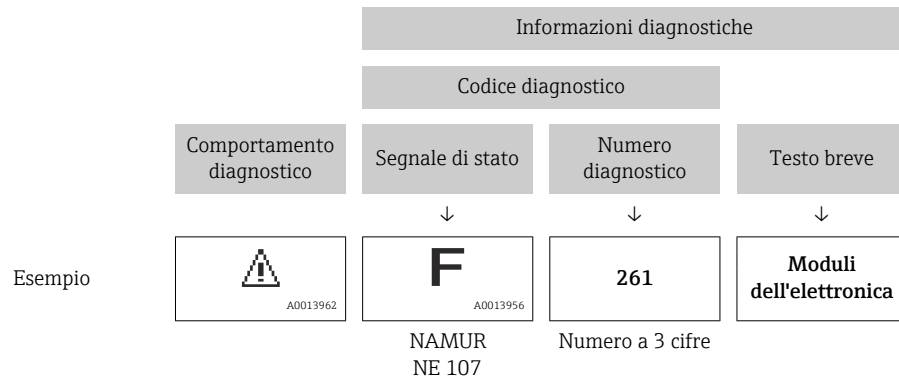 Informazioni diagnostiche
Codice diagnostico
Comportamento
diagnostico
Segnale di stato
Numero
diagnostico
Testo breve
↓ ↓ ↓
Esempio
A0013962
F
A0013956
261
Moduli
dell'elettronica
NAMUR
NE 107
Numero a 3 cifre